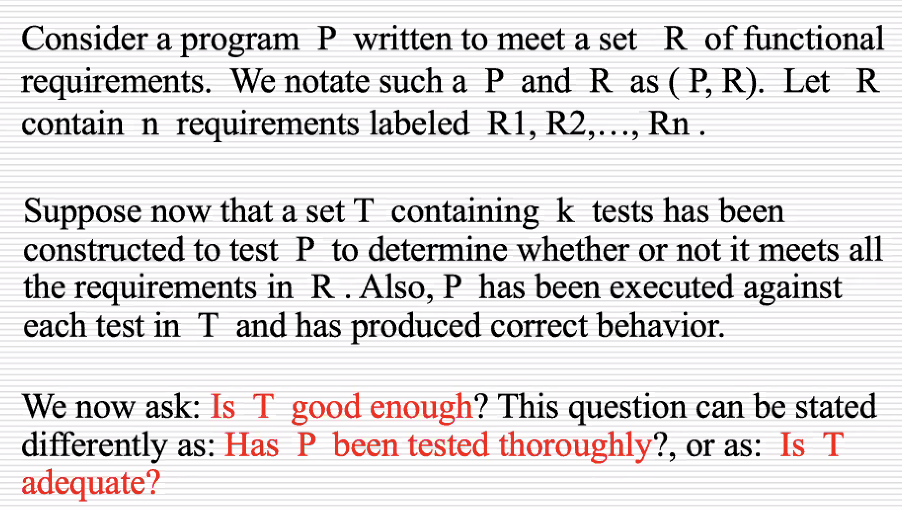 Consider a program P written to meet a set R of functional
requirements. We notate such a P and R as ( P, R). Let R
contain n requirements labeled R1, R2,…, Rn .
Suppose now that a set T containing k tests has been
constructed to test P to determine whether or not it meets all
the requirements in R . Also, P has been executed against
each test in T and has produced correct behavior.
We now ask: Is T good enough? This question can be stated
differently as: Has P been tested thoroughly?, or as: Is T
adequate?